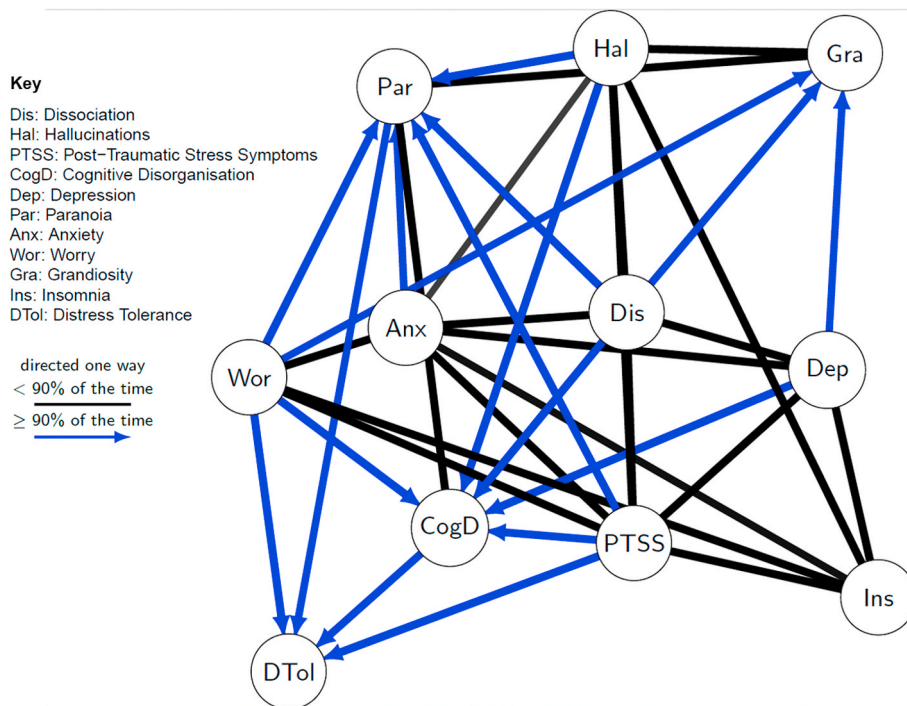 Key
Dis: Dissociation
Hal: Hallucinations
PTSS: Post-Traumatic Stress Symptoms
CogD: Cognitive Disorganisation
Dep: Depression
Par: Paranoia
Anx: Anxiety
Wor: Worry
Gra: Grandiosity
Ins: Insomnia
DTol: Distress Tolerance
directed one way
< 90% of the time
≥ 90% of the time
Hal
Gra
Par
Dis
Anx
Dep
Wor
CogD
PTSS
Ins
DTol